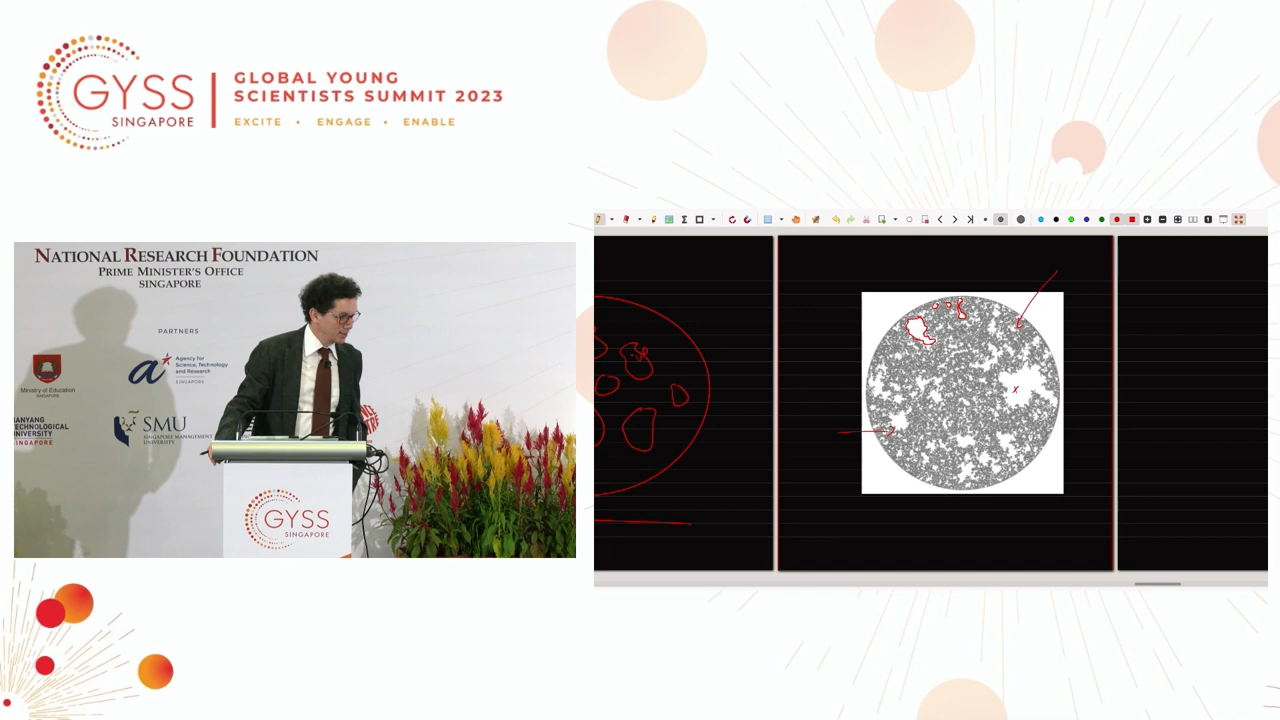 GYSS
SINGAPORE
GLOBAL YOUNG
SCIENTISTS SUMMIT 2023
EXCITE • ENGAGE • ENABLE
NATIONAL RESEARCH FOUNDATION
PRIME MINISTER'S OFFICE
SINGAPORE
PARTNERS
Ministry of Education
SINGAPORE
Agency for
Science, Technology
and Research
SINGAPORE
NANYANG
TECHNOLOGICAL
UNIVERSITY
SINGAPORE
SMU
SINGAPORE MANAGEMENT
UNIVERSITY
GYSS
SINGAPORE
x